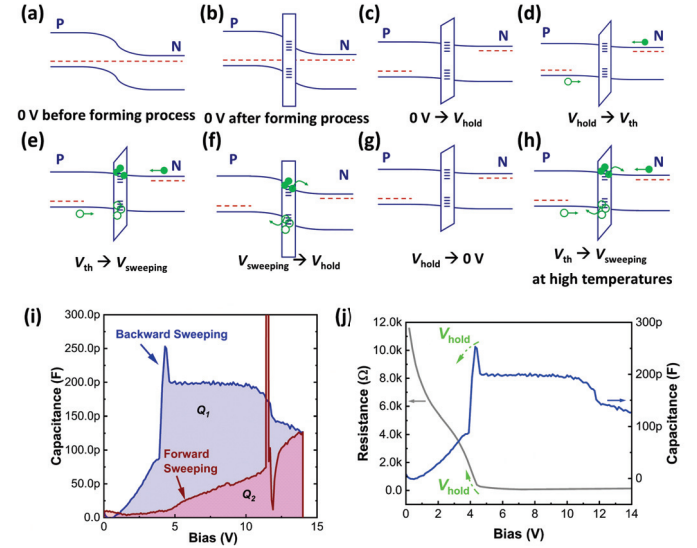 (a) (b) (c) (d)
P N P N P N P N
0 V before forming process 0 V after forming process 0 V → Vhold Vhold → Vth
(e) (f) (g) (h)
P N P N P N P N
Vth → Vsweeping Vsweeping → Vhold Vhold → 0 V Vth → Vsweeping
at high temperatures
(i)
Capacitance (F)
300.0p
250.0p
200.0p
150.0p
100.0p
50.0p
0.0
Backward Sweeping
Q1
Forward
Sweeping
Q2
0 5 10 15
Bias (V)
(j)
Resistance (Ω)
12.0k
10.0k
8.0k
6.0k
4.0k
2.0k
0.0
Vhold
Vhold
300p
200p
100p
0
Capacitance (F)
0 2 4 6 8 10 12 14
Bias (V)